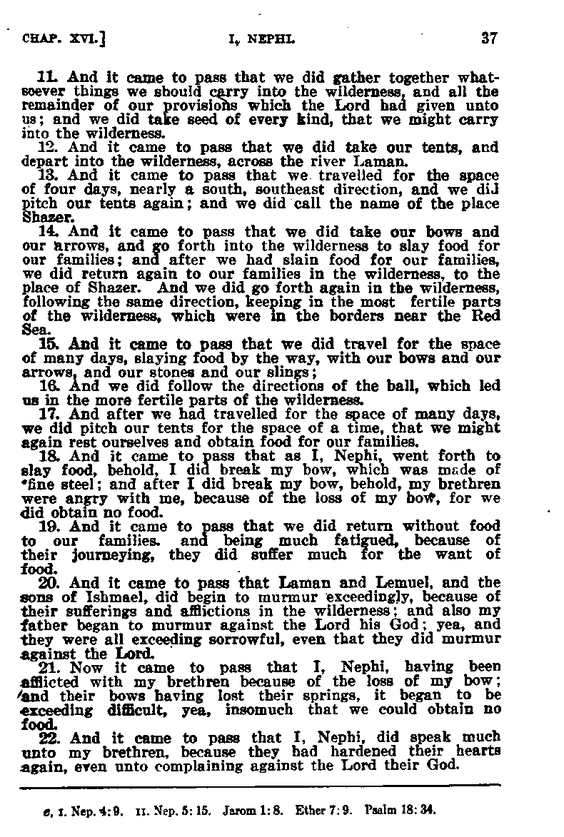 CHAP. XVI.] I, NEPHI. 37
11. And it came to pass that we did gather together what-
soever things we should carry into the wilderness, and all the
remainder of our provisions which the Lord had given unto
us; and we did take seed of every kind, that we might carry
into the wilderness.
12. And it came to pass that we did take our tents, and
depart into the wilderness, across the river Laman.
13. And it came to pass that we travelled for the space
of four days, nearly a south, southeast direction, and we did
pitch our tents again; and we did call the name of the place
Shazer.
14. And it came to pass that we did take our bows and
our arrows, and go forth into the wilderness to slay food for
our families; and after we had slain food for our families,
we did return again to our families in the wilderness, to the
place of Shazer. And we did go forth again in the wilderness,
following the same direction, keeping in the most fertile parts
of the wilderness, which were in the borders near the Red
Sea.
15. And it came to pass that we did travel for the space
of many days, slaying food by the way, with our bows and our
arrows, and our stones and our slings;
16. And we did follow the directions of the ball, which led
us in the more fertile parts of the wilderness.
17. And after we had travelled for the space of many days,
we did pitch our tents for the space of a time, that we might
again rest ourselves and obtain food for our families.
18. And it came to pass that as I, Nephi, went forth to
slay food, behold, I did break my bow, which was made of
*fine steel; and after I did break my bow, behold, my brethren
were angry with me, because of the loss of my bow, for we
did obtain no food.
19. And it came to pass that we did return without food
to our families. and being much fatigued, because of
their journeying, they did suffer much for the want of
food.
20. And it came to pass that Laman and Lemuel, and the
sons of Ishmael, did begin to murmur exceedingly, because of
their sufferings and afflictions in the wilderness; and also my
father began to murmur against the Lord his God; yea, and
they were all exceeding sorrowful, even that they did murmur
against the Lord.
21. Now it came to pass that I, Nephi, having been
afflicted with my brethren because of the loss of my bow;
and their bows having lost their springs, it began to be
exceeding difficult, yea, insomuch that we could obtain no
food.
22. And it came to pass that I, Nephi, did speak much
unto my brethren, because they had hardened their hearts
again, even unto complaining against the Lord their God.
e, I. Nep. 4:9. II. Nep. 5:15. Jarom 1:8. Ether 7:9. Psalm 18:34.